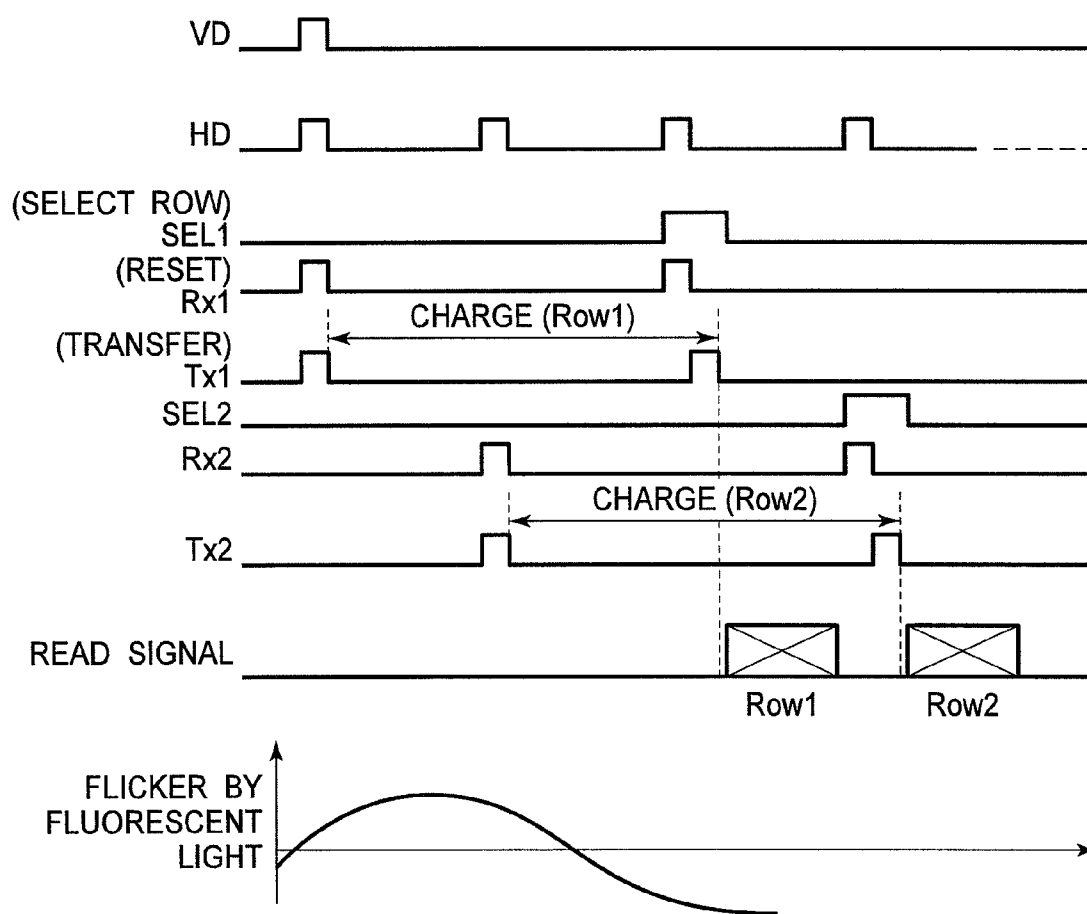 VD
HD
(SELECT ROW)
SEL1
(RESET)
Rx1
CHARGE (Row1)
(TRANSFER)
Tx1
SEL2
Rx2
CHARGE (Row2)
Tx2
READ SIGNAL
Row1 Row2
FLICKER BY
FLUORESCENT
LIGHT